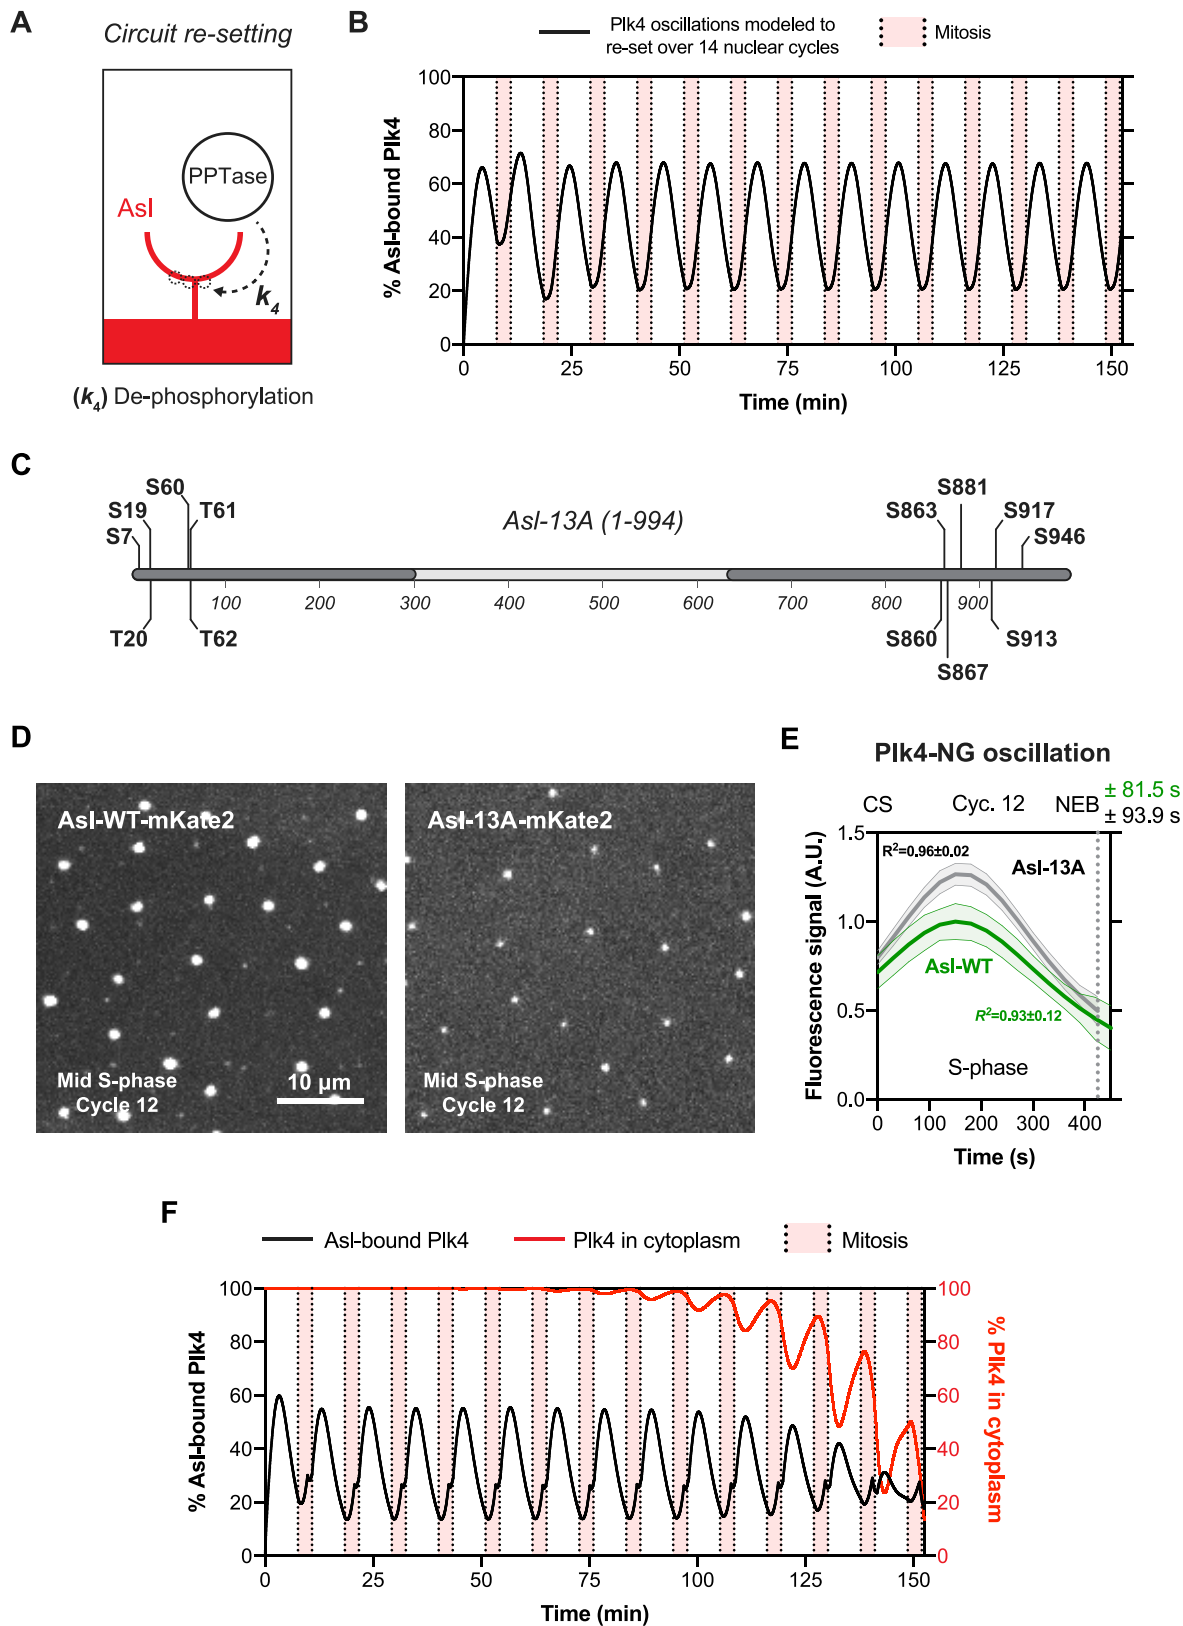 A
Circuit re-setting
PPTase
Asl
k4
(k4) De-phosphorylation
B
Plk4 oscillations modeled to
re-set over 14 nuclear cycles
Mitosis
% Asl-bound Plk4
100
80
60
40
20
0
0 25 50 75 100 125 150
Time (min)
C
S60 S881
S19 T61 S863 S917
S7 S946
Asl-13A (1-994)
100 200 300 400 500 600 700 800 900
T20 T62 S860 S913
S867
D
Asl-WT-mKate2
Mid S-phase
Cycle 12
10 µm
Asl-13A-mKate2
Mid S-phase
Cycle 12
E
Plk4-NG oscillation
± 81.5 s
CS Cyc. 12 NEB
± 93.9 s
Fluorescence signal (A.U.)
1.5
1.0
0.5
0.0
R²=0.96±0.02
Asl-13A
Asl-WT
R²=0.93±0.12
S-phase
0 100 200 300 400
Time (s)
F
Asl-bound Plk4 Plk4 in cytoplasm Mitosis
% Asl-bound Plk4
100
80
60
40
20
0
100
80
60
40
20
0
% Plk4 in cytoplasm
0 25 50 75 100 125 150
Time (min)